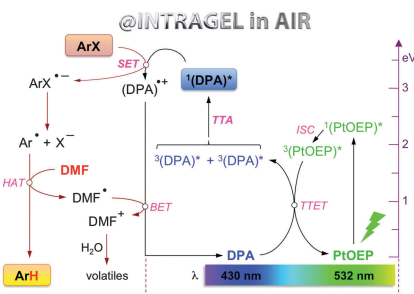 @INTRAGEL in AIR
ArX
SET
eV
ArX•−
(DPA)•+
1(DPA)*
3
TTA
ISC
1(PtOEP)*
Ar• + X−
3(DPA)* + 3(DPA)*
3(PtOEP)*
2
HAT
DMF
DMF•
BET
TTET
1
DMF+
H2O
ArH
volatiles
DPA
PtOEP
λ
430 nm
532 nm